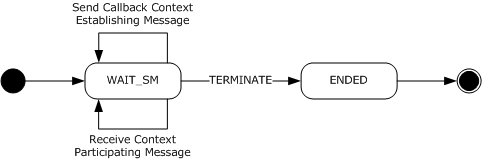 Send Callback Context
Establishing Message
WAIT_SM
TERMINATE
ENDED
Receive Context
Participating Message